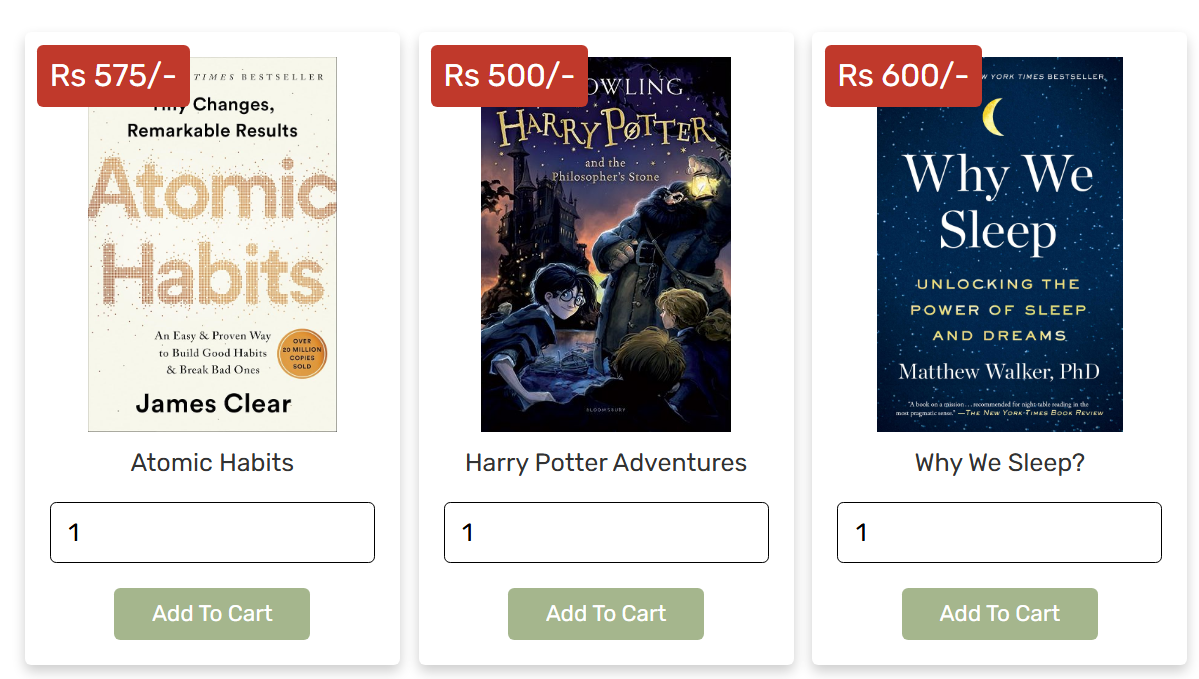 Rs 575/-
TIMES BESTSELLER
Changes,
Remarkable Results
Atomic
Habits
An Easy & Proven Way
to Build Good Habits
& Break Bad Ones
OVER
20 MILLION
COPIES
SOLD
James Clear
Atomic Habits
1
Add To Cart
Rs 500/-
OWLING
HARRY POTTER
and the
Philosopher's Stone
BLOOMSBURY
Harry Potter Adventures
1
Add To Cart
Rs 600/-
NEW YORK TIMES BESTSELLER
Why We
Sleep
UNLOCKING THE
POWER OF SLEEP
AND DREAMS
Matthew Walker, PhD
"A book on a mission . . . recommended for night-table reading in the
most pragmatic sense." —THE NEW YORK TIMES BOOK REVIEW
Why We Sleep?
1
Add To Cart